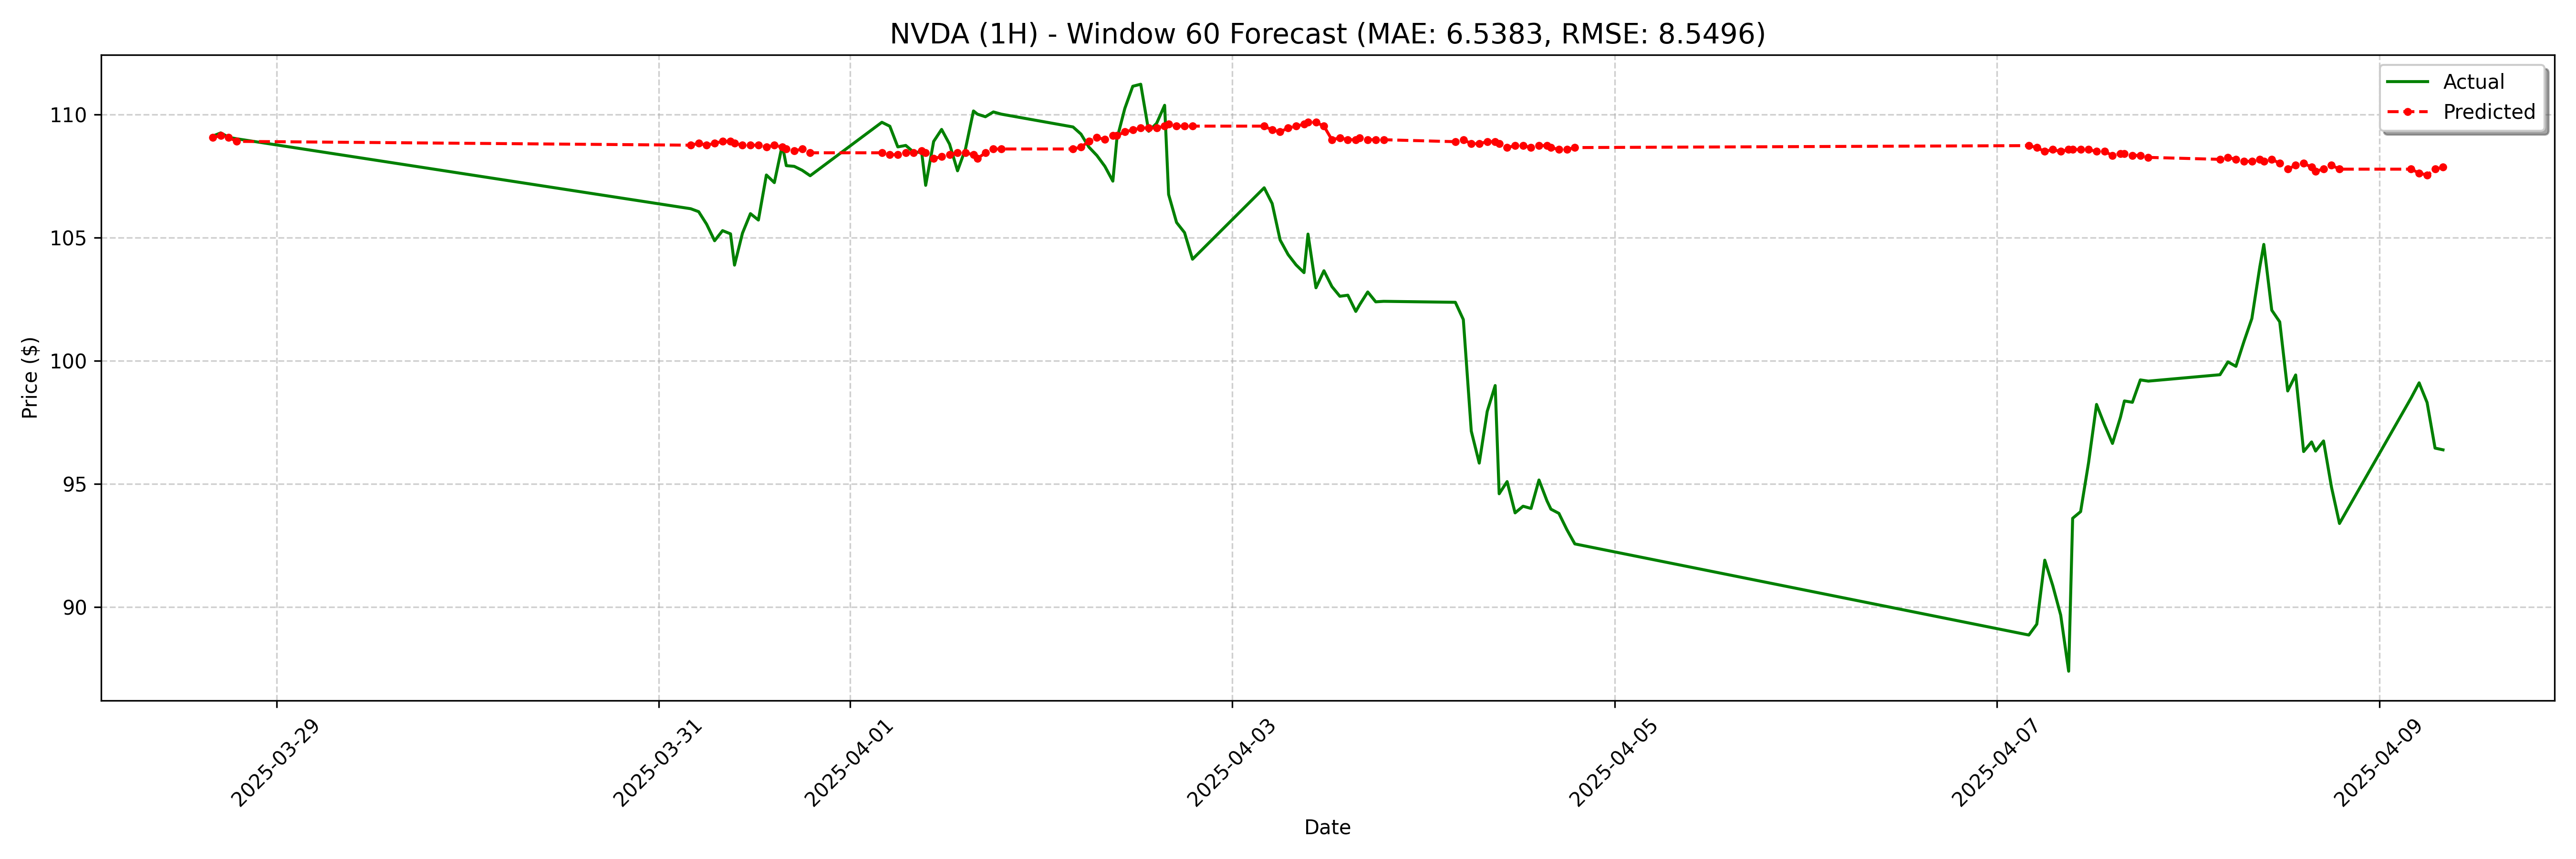 NVDA (1H) - Window 60 Forecast (MAE: 6.5383, RMSE: 8.5496)
Actual
Predicted
Price ($)
110
105
100
95
90
2025-03-29
2025-03-31
2025-04-01
2025-04-03
2025-04-05
2025-04-07
2025-04-09
Date